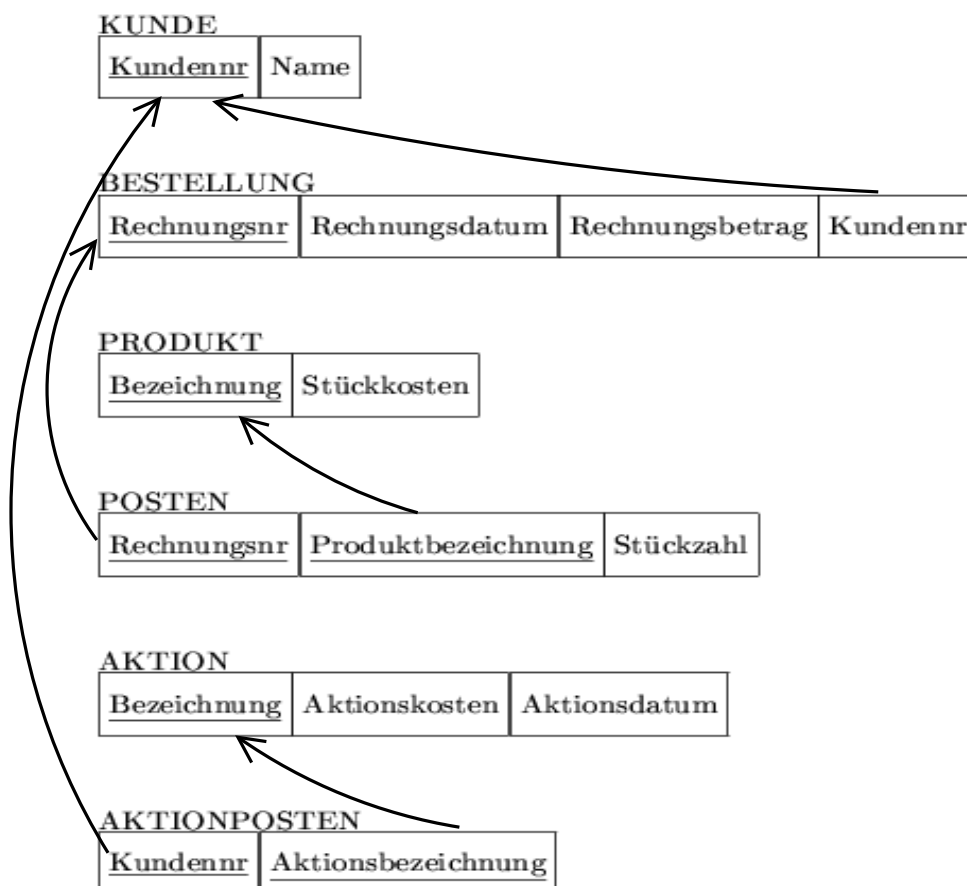 KUNDE
Kundennr Name
BESTELLUNG
Rechnungsnr Rechnungsdatum Rechnungsbetrag Kundennr
PRODUKT
Bezeichnung Stückkosten
POSTEN
Rechnungsnr Produktbezeichnung Stückzahl
AKTION
Bezeichnung Aktionskosten Aktionsdatum
AKTIONPOSTEN
Kundennr Aktionsbezeichnung